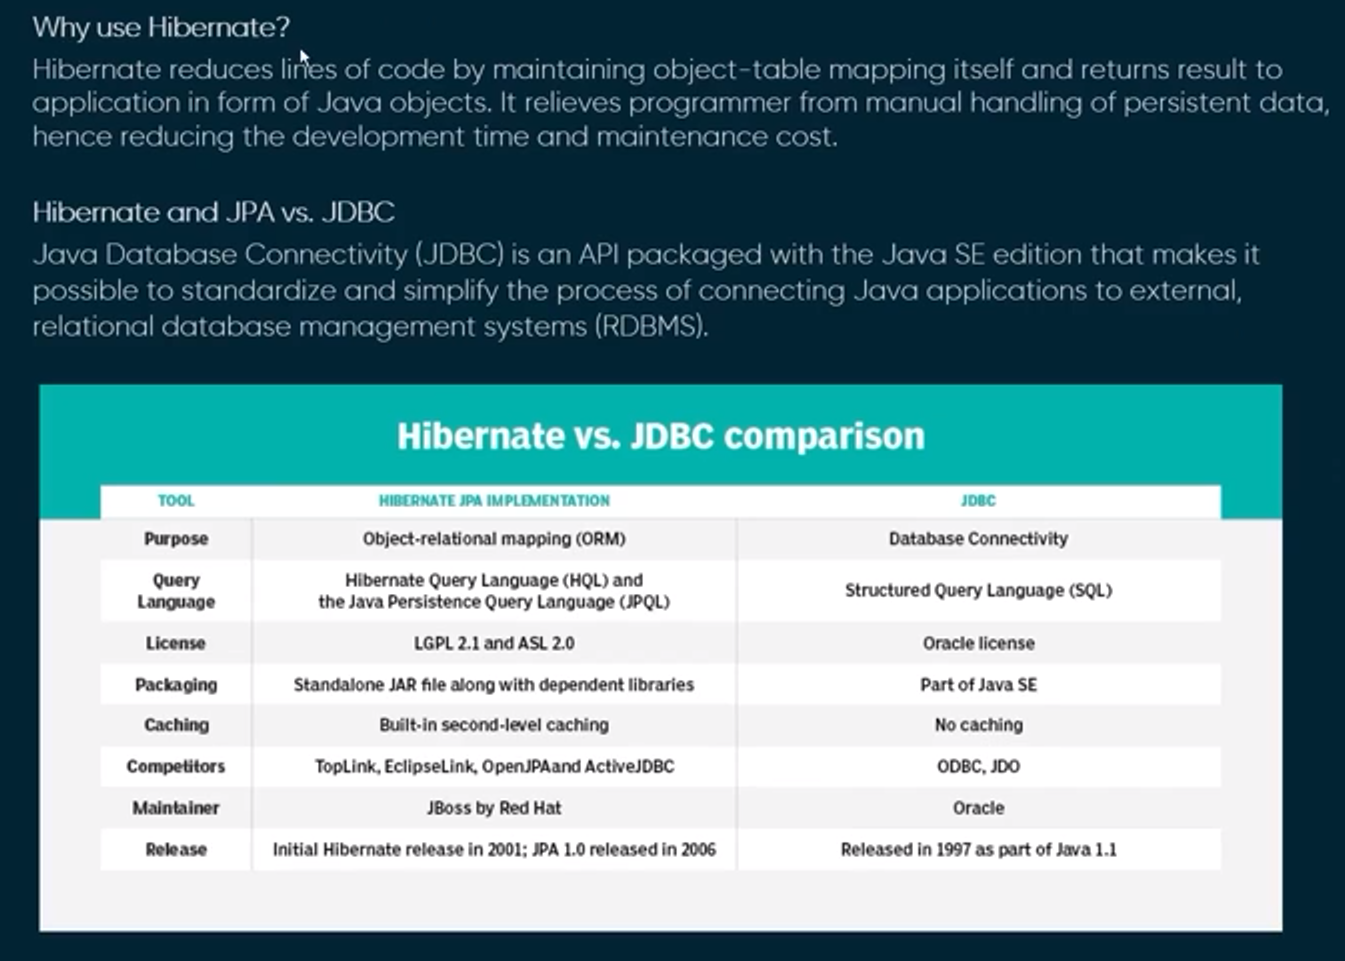 Why use Hibernate?
Hibernate reduces lines of code by maintaining object-table mapping itself and returns result to
application in form of Java objects. It relieves programmer from manual handling of persistent data,
hence reducing the development time and maintenance cost.
Hibernate and JPA vs. JDBC
Java Database Connectivity (JDBC) is an API packaged with the Java SE edition that makes it
possible to standardize and simplify the process of connecting Java applications to external,
relational database management systems (RDBMS).
Hibernate vs. JDBC comparison
TOOL HIBERNATE JPA IMPLEMENTATION JDBC
Purpose Object-relational mapping (ORM) Database Connectivity
Query Language Hibernate Query Language (HQL) and the Java Persistence Query Language (JPQL) Structured Query Language (SQL)
License LGPL 2.1 and ASL 2.0 Oracle license
Packaging Standalone JAR file along with dependent libraries Part of Java SE
Caching Built-in second-level caching No caching
Competitors TopLink, EclipseLink, OpenJPAand ActiveJDBC ODBC, JDO
Maintainer JBoss by Red Hat Oracle
Release Initial Hibernate release in 2001; JPA 1.0 released in 2006 Released in 1997 as part of Java 1.1